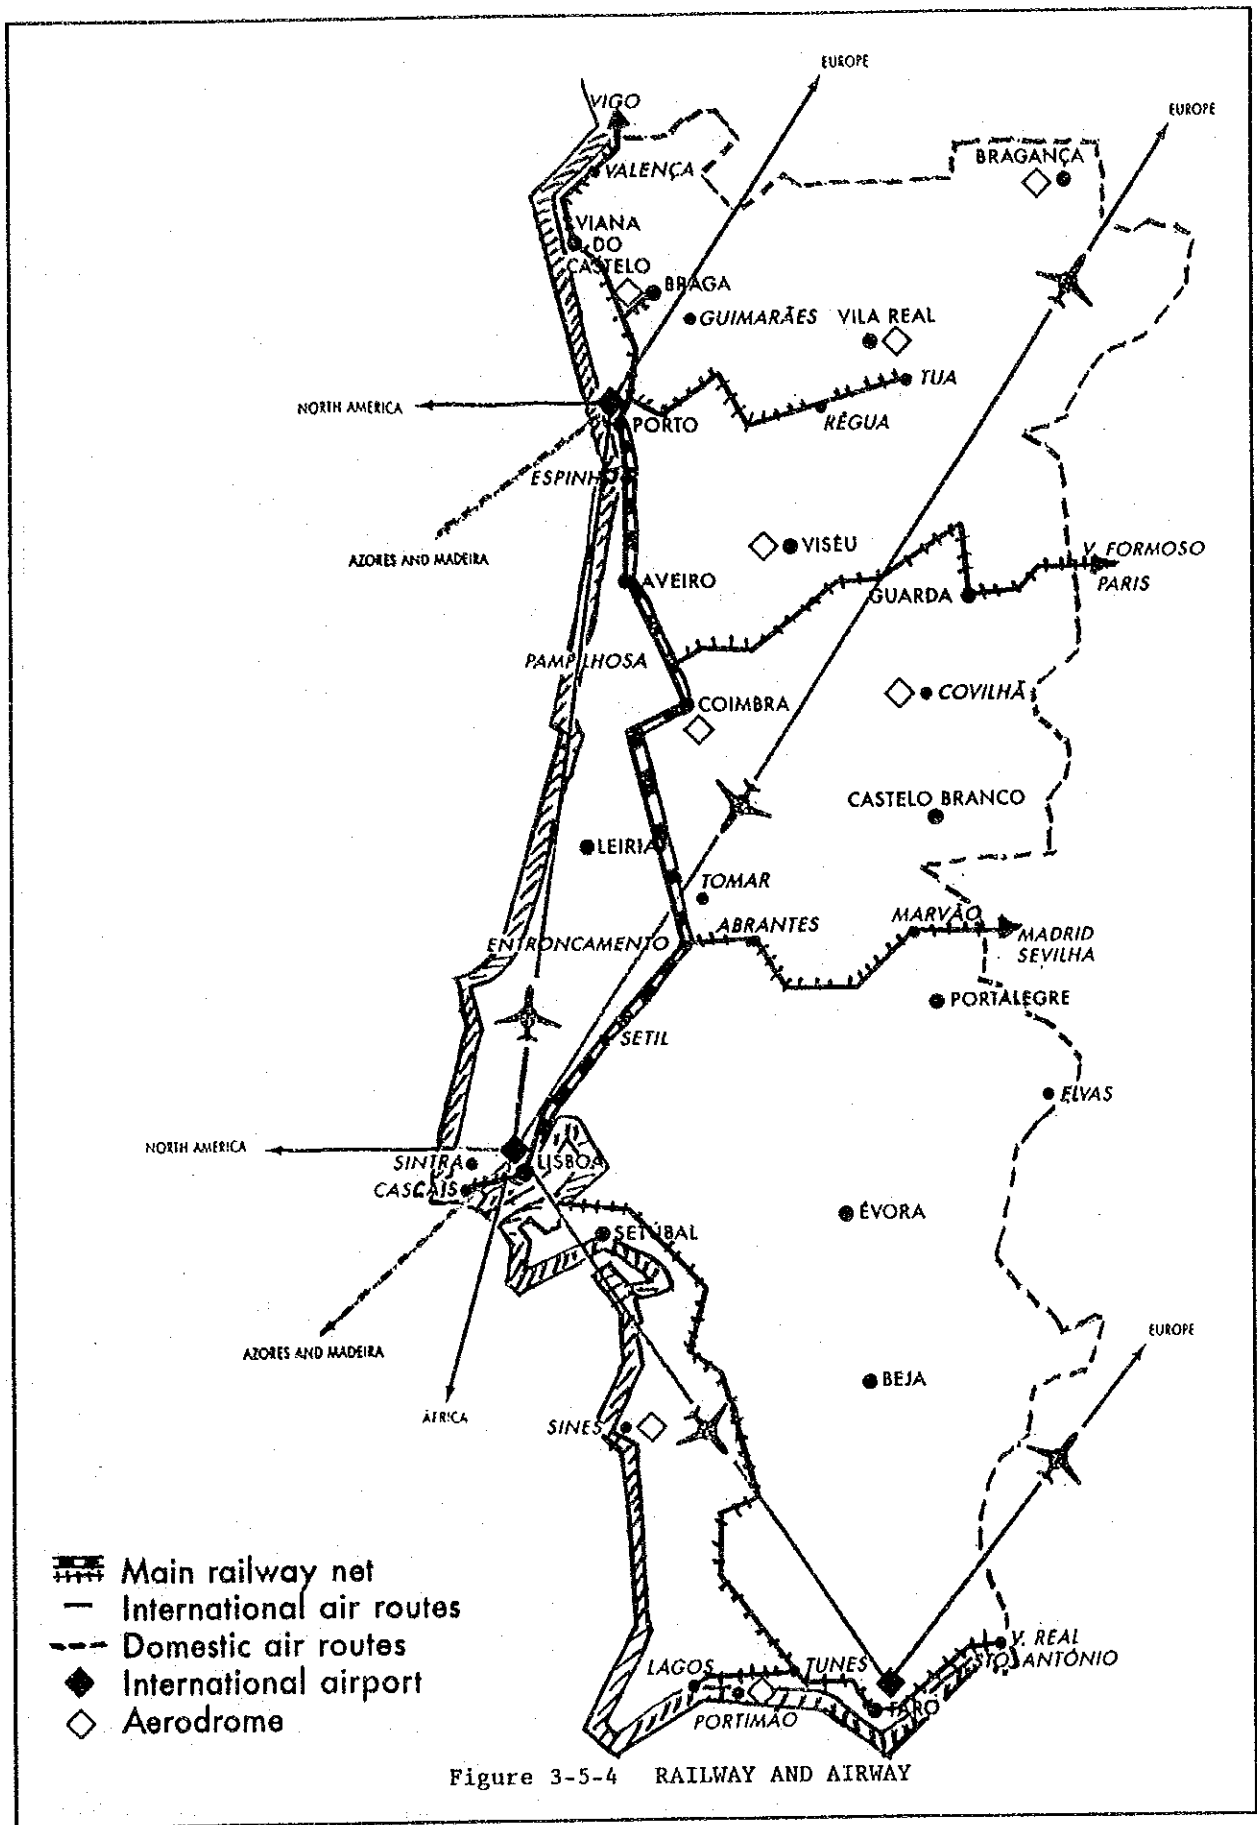 EUROPE
EUROPE
VIGO
BRAGANÇA
VALENÇA
VIANA
DO
CASTELO
BRAGA
GUIMARÃES
VILA REAL
TUA
NORTH AMERICA
RÉGUA
PORTO
ESPINHO
AZORES AND MADEIRA
VISEU
V. FORMOSO
AVEIRO
PARIS
GUARDA
PAMPILHOSA
COIMBRA
COVILHÃ
CASTELO BRANCO
LEIRIA
TOMAR
ABRANTES
MARVÃO
ENTRONCAMENTO
MADRID
SEVILHA
PORTALEGRE
SETIL
ELVAS
NORTH AMERICA
SINTRA
LISBOA
CASCAIS
ÉVORA
SETÚBAL
EUROPE
AZORES AND MADEIRA
BEJA
ÁFRICA
SINES
Main railway net
International air routes
Domestic air routes
International airport
Aerodrome
V. REAL
STO. ANTÓNIO
LAGOS
TUNES
FARO
PORTIMÃO
Figure 3-5-4 RAILWAY AND AIRWAY